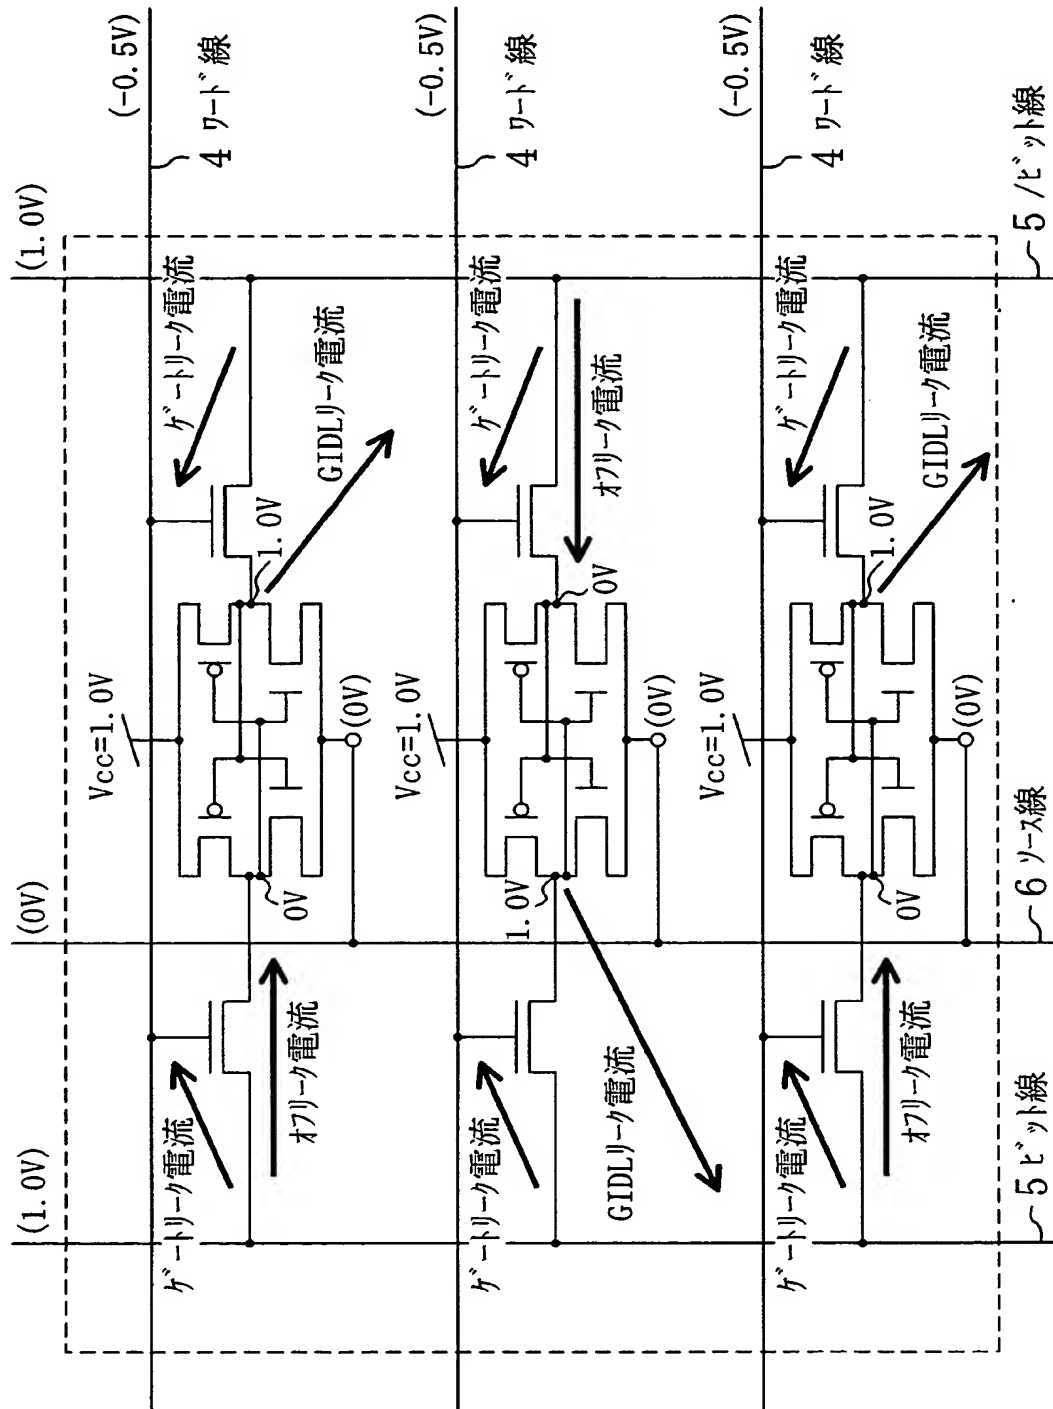 (1.0V)
(0V)
(1.0V)
(-0.5V)
4 ワード線
ゲートリーク電流
オフリーク電流
Vcc=1.0V
0V
1.0V
(0V)
GIDLリーク電流
ゲートリーク電流
(-0.5V)
4 ワード線
ゲートリーク電流
GIDLリーク電流
Vcc=1.0V
1.0V
0V
(0V)
オフリーク電流
ゲートリーク電流
(-0.5V)
4 ワード線
ゲートリーク電流
オフリーク電流
Vcc=1.0V
0V
1.0V
(0V)
GIDLリーク電流
ゲートリーク電流
5 ビット線
6 ソース線
5 /ビット線